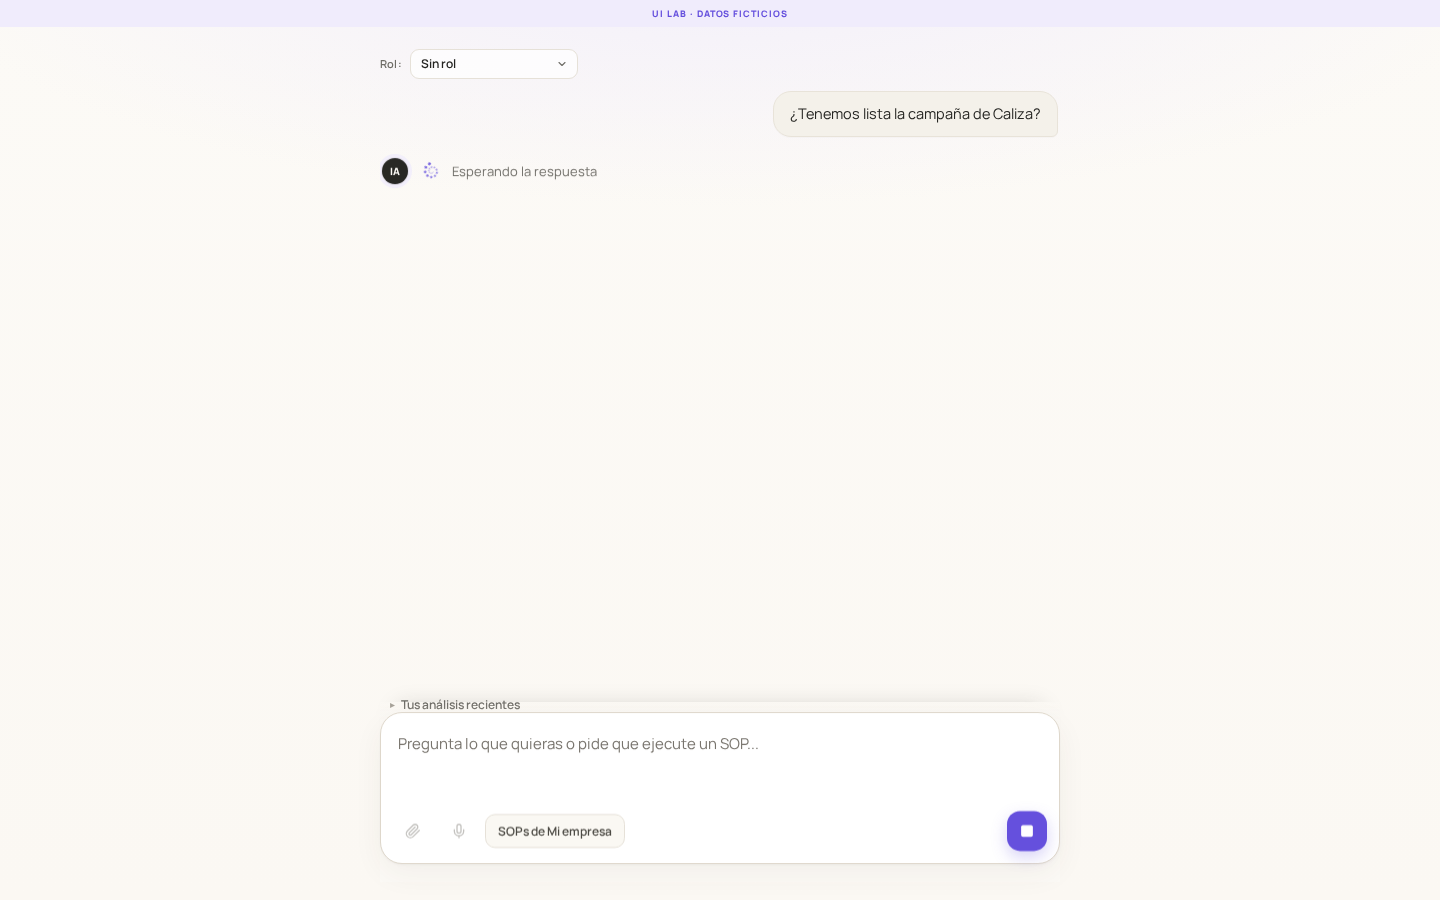 UI LAB · DATOS FICTICIOS
Rol: Sin rol
¿Tenemos lista la campaña de Caliza?
IA Esperando la respuesta
Tus análisis recientes
Pregunta lo que quieras o pide que ejecute un SOP...
SOPs de Mi empresa